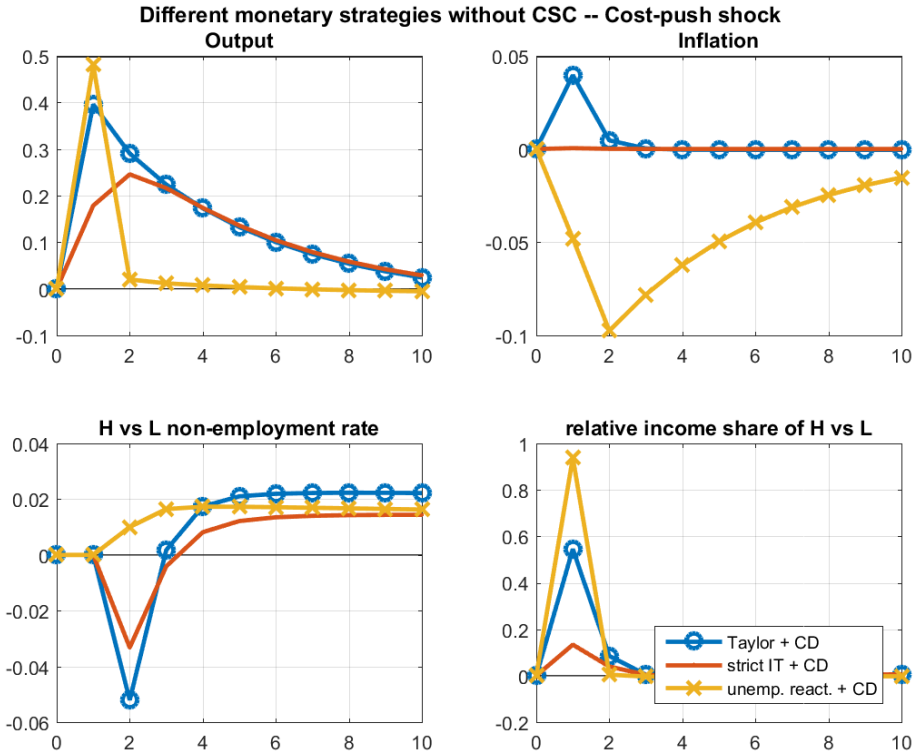 Different monetary strategies without CSC -- Cost-push shock
Output
0.5
0.4
0.3
0.2
0.1
0
-0.1
0 2 4 6 8 10
Inflation
0.05
0
-0.05
-0.1
0 2 4 6 8 10
H vs L non-employment rate
0.04
0.02
0
-0.02
-0.04
-0.06
0 2 4 6 8 10
relative income share of H vs L
1
0.8
0.6
0.4
0.2
0
-0.2
0 2 4 6 8 10
Taylor + CD
strict IT + CD
unemp. react. + CD